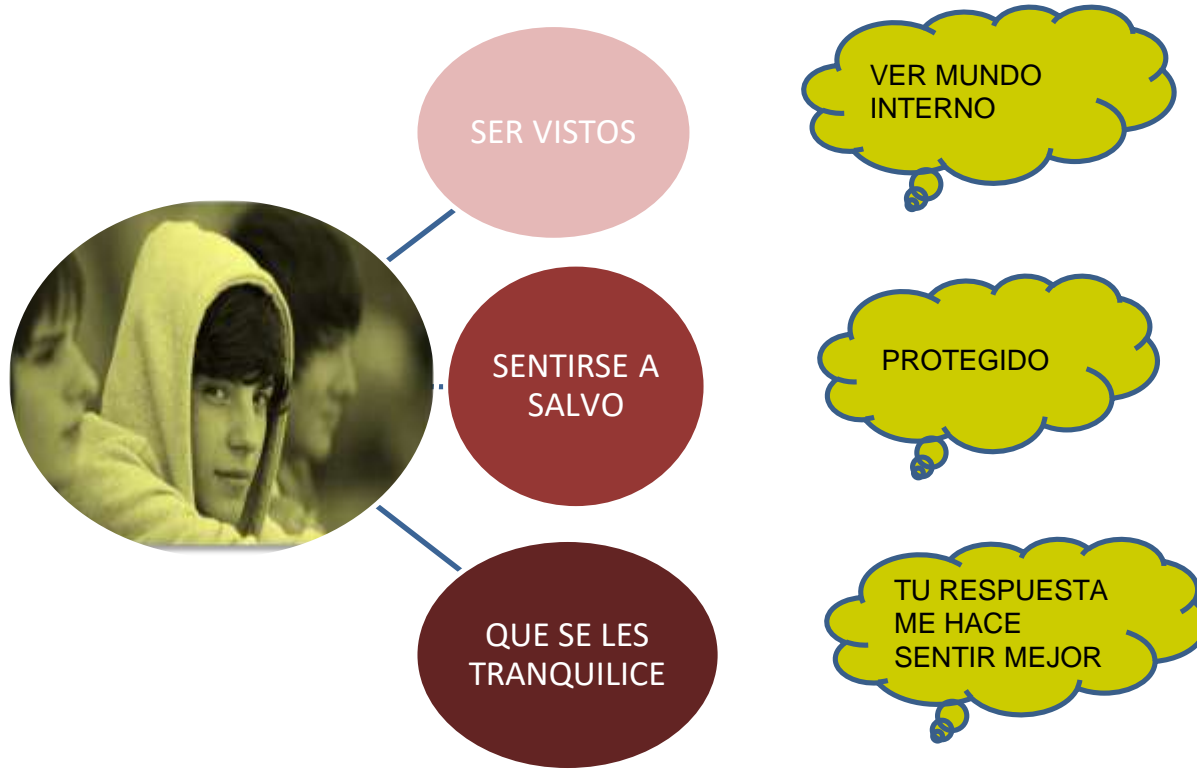 SER VISTOS
VER MUNDO
INTERNO
SENTIRSE A
SALVO
PROTEGIDO
QUE SE LES
TRANQUILICE
TU RESPUESTA
ME HACE
SENTIR MEJOR